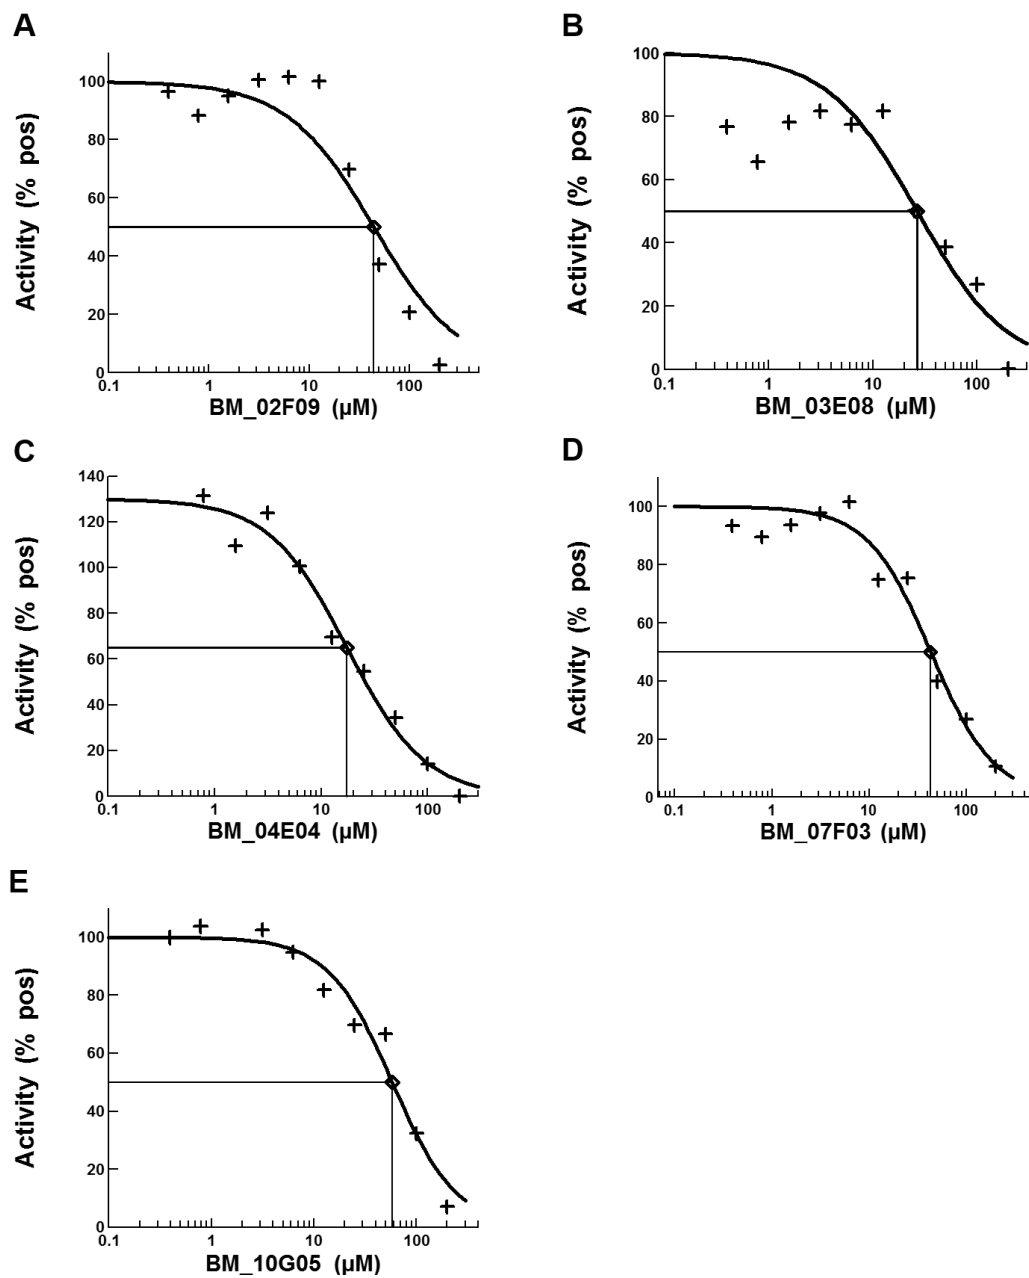 A
Activity (% pos)
100
80
60
40
20
0
0.1 1 10 100
BM_02F09 (µM)
B
Activity (% pos)
100
80
60
40
20
0
0.1 1 10 100
BM_03E08 (µM)
C
Activity (% pos)
140
120
100
80
60
40
20
0
0.1 1 10 100
BM_04E04 (µM)
D
Activity (% pos)
100
80
60
40
20
0
0.1 1 10 100
BM_07F03 (µM)
E
Activity (% pos)
100
80
60
40
20
0
0.1 1 10 100
BM_10G05 (µM)